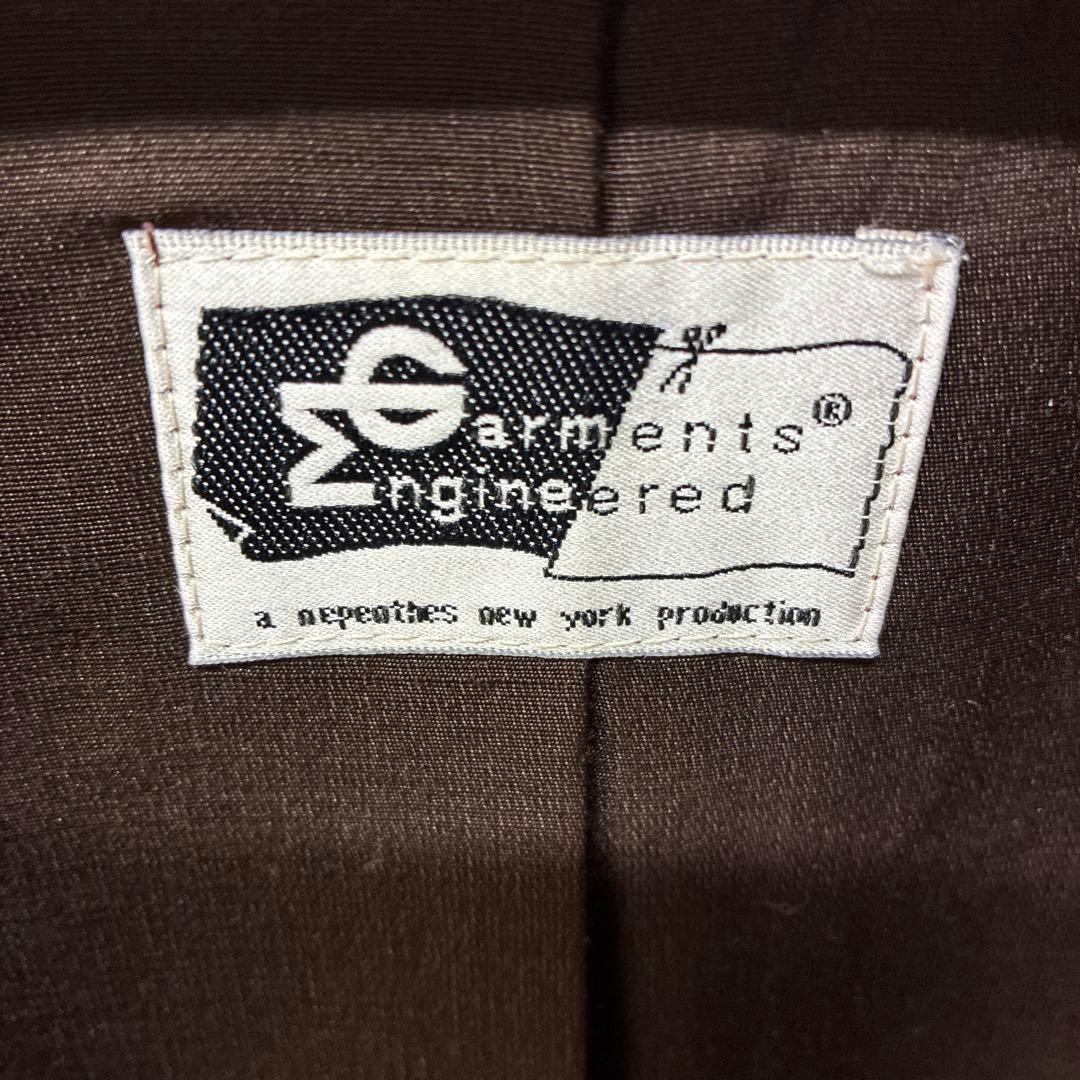 Garments®
Engineered
a nepenthes new york production